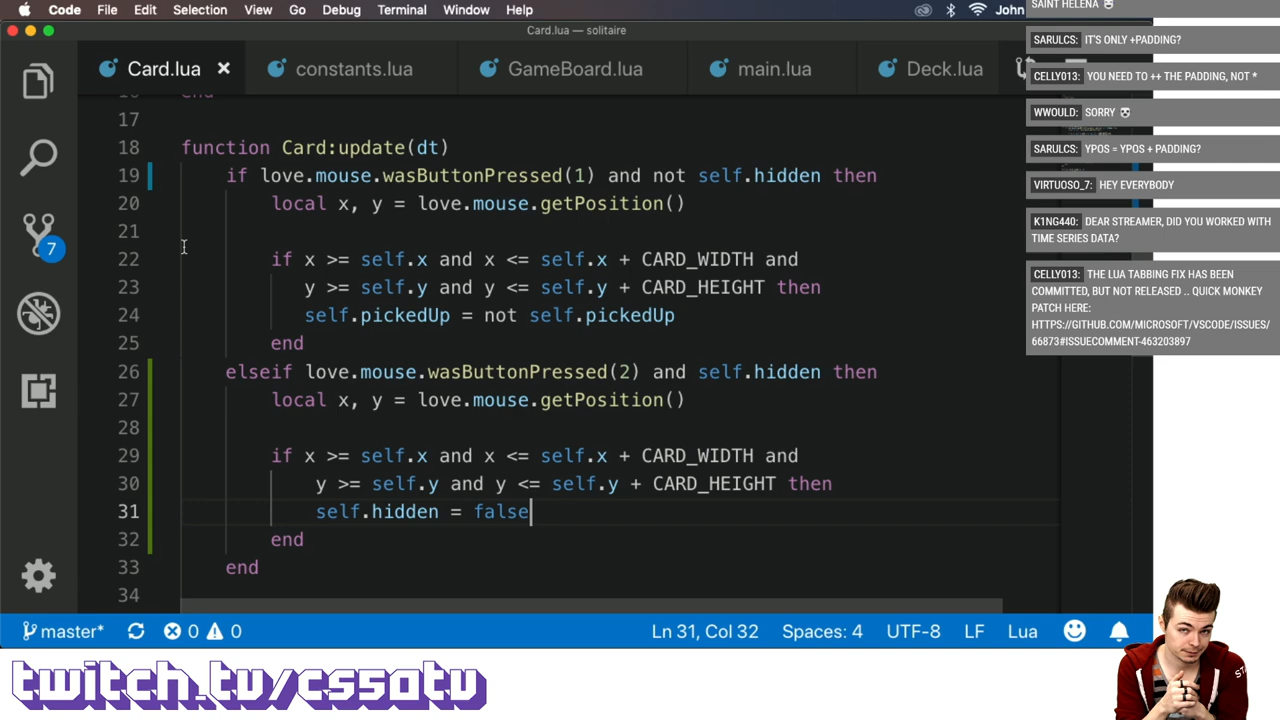 Code File Edit Selection View Go Debug Terminal Window Help John
Card.lua — solitaire
Card.lua × constants.lua GameBoard.lua main.lua Deck.lua
end
17
18 function Card:update(dt)
19 if love.mouse.wasButtonPressed(1) and not self.hidden then
20 local x, y = love.mouse.getPosition()
21
22 if x >= self.x and x <= self.x + CARD_WIDTH and
23 y >= self.y and y <= self.y + CARD_HEIGHT then
24 self.pickedUp = not self.pickedUp
25 end
26 elseif love.mouse.wasButtonPressed(2) and self.hidden then
27 local x, y = love.mouse.getPosition()
28
29 if x >= self.x and x <= self.x + CARD_WIDTH and
30 y >= self.y and y <= self.y + CARD_HEIGHT then
31 self.hidden = false
32 end
33 end
34
7
master* 0 0 Ln 31, Col 32 Spaces: 4 UTF-8 LF Lua
SAINT HELENA
SARULCS: IT'S ONLY +PADDING?
CELLY013: YOU NEED TO ++ THE PADDING, NOT *
WWOULD: SORRY
SARULCS: YPOS = YPOS + PADDING?
VIRTUOSO_7: HEY EVERYBODY
K1NG440: DEAR STREAMER, DID YOU WORKED WITH
TIME SERIES DATA?
CELLY013: THE LUA TABBING FIX HAS BEEN
COMMITTED, BUT NOT RELEASED .. QUICK MONKEY
PATCH HERE:
HTTPS://GITHUB.COM/MICROSOFT/VSCODE/ISSUES/
66873#ISSUECOMMENT-463203897
twitch.tv/cs50tv